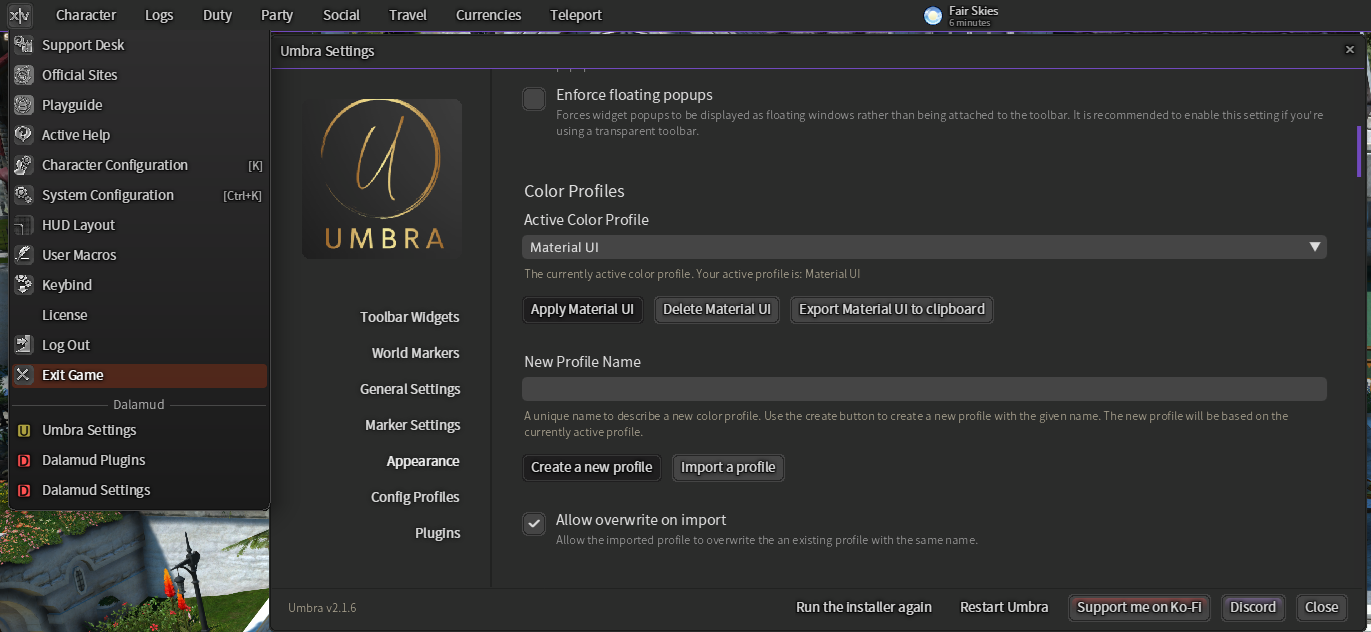 Character Logs Duty Party Social Travel Currencies Teleport
Fair Skies
6 minutes
Support Desk
Official Sites
Playguide
Active Help
Character Configuration [K]
System Configuration [Ctrl+K]
HUD Layout
User Macros
Keybind
License
Log Out
Exit Game
Dalamud
U Umbra Settings
D Dalamud Plugins
D Dalamud Settings
Umbra Settings
U
UMBRA
Toolbar Widgets
World Markers
General Settings
Marker Settings
Appearance
Config Profiles
Plugins
Enforce floating popups
Forces widget popups to be displayed as floating windows rather than being attached to the toolbar. It is recommended to enable this setting if you're
using a transparent toolbar.
Color Profiles
Active Color Profile
Material UI
The currently active color profile. Your active profile is: Material UI
Apply Material UI Delete Material UI Export Material UI to clipboard
New Profile Name
A unique name to describe a new color profile. Use the create button to create a new profile with the given name. The new profile will be based on the
currently active profile.
Create a new profile Import a profile
Allow overwrite on import
Allow the imported profile to overwrite the an existing profile with the same name.
Umbra v2.1.6
Run the installer again Restart Umbra Support me on Ko-Fi Discord Close